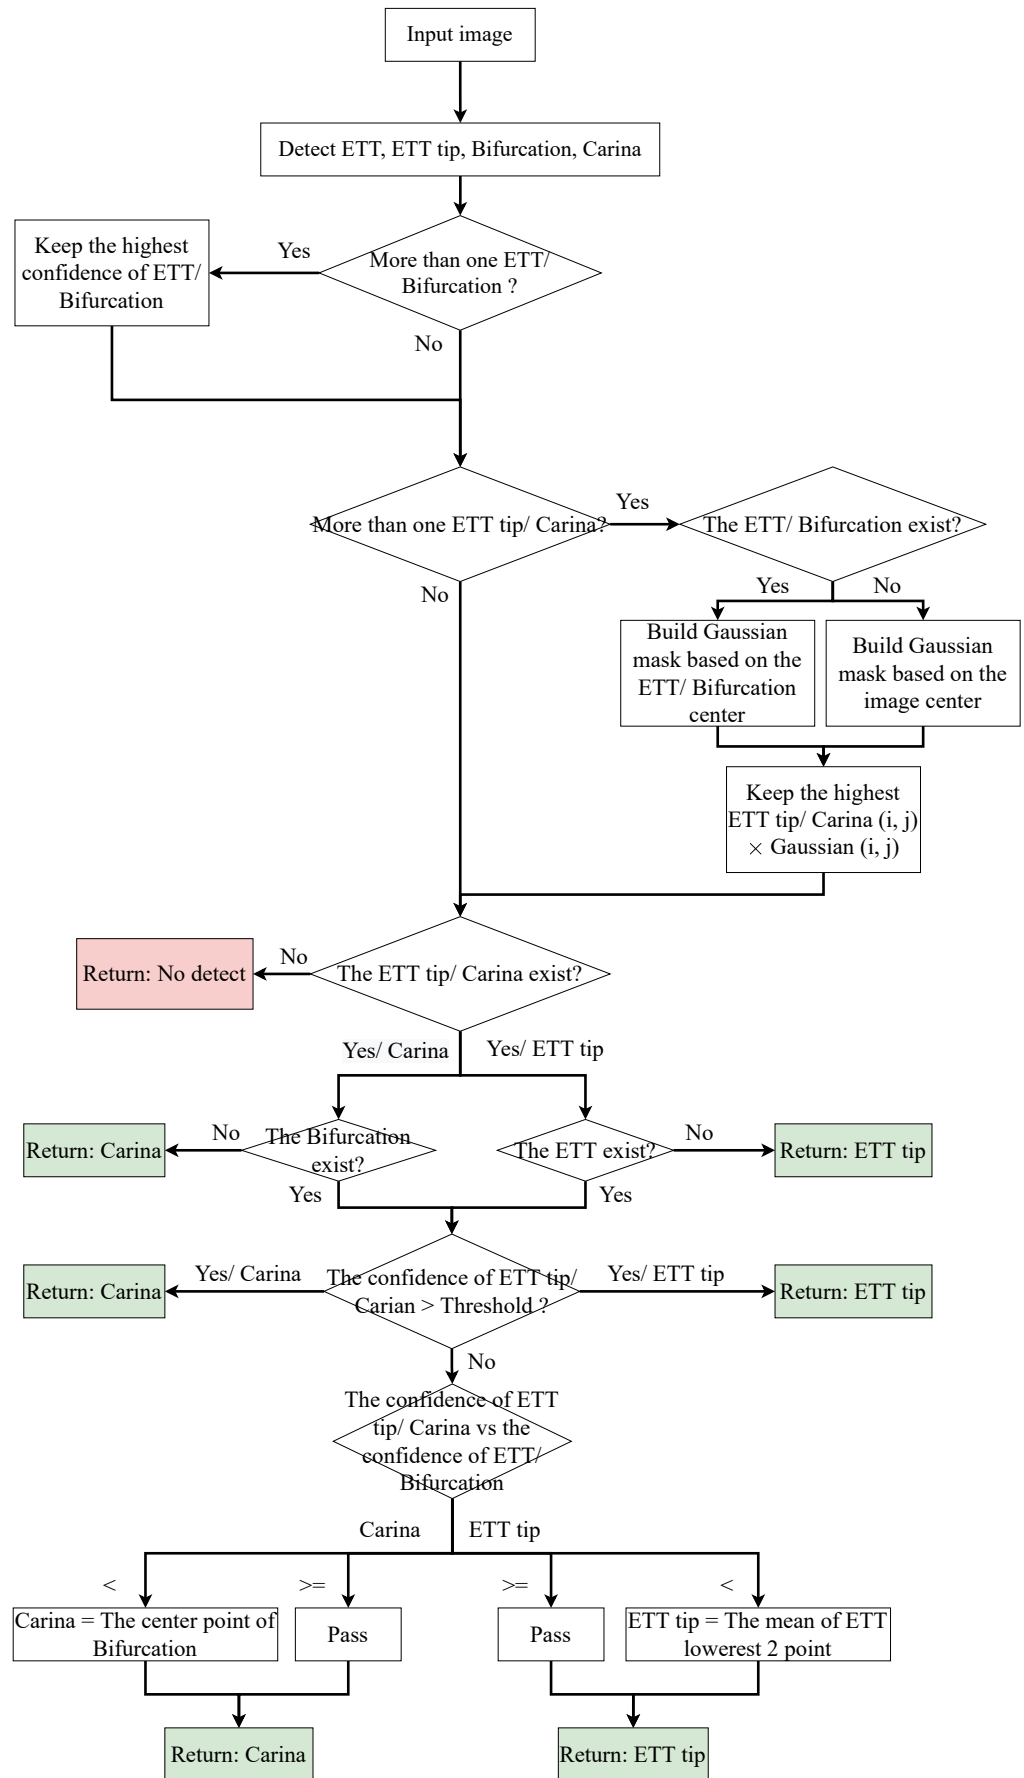 Input image
Detect ETT, ETT tip, Bifurcation, Carina
More than one ETT/
Bifurcation ?
Yes
Keep the highest
confidence of ETT/
Bifurcation
No
More than one ETT tip/ Carina?
Yes
The ETT/ Bifurcation exist?
No
Yes
No
Build Gaussian
mask based on the
ETT/ Bifurcation
center
Build Gaussian
mask based on the
image center
Keep the highest
ETT tip/ Carina (i, j)
× Gaussian (i, j)
The ETT tip/ Carina exist?
No
Return: No detect
Yes/ Carina
Yes/ ETT tip
The Bifurcation
exist?
No
Return: Carina
The ETT exist?
No
Return: ETT tip
Yes
Yes
The confidence of ETT tip/
Carian > Threshold ?
Yes/ Carina
Return: Carina
Yes/ ETT tip
Return: ETT tip
No
The confidence of ETT
tip/ Carina vs the
confidence of ETT/
Bifurcation
Carina
ETT tip
<
>=
>=
<
Carina = The center point of
Bifurcation
Pass
Pass
ETT tip = The mean of ETT
lowerest 2 point
Return: Carina
Return: ETT tip